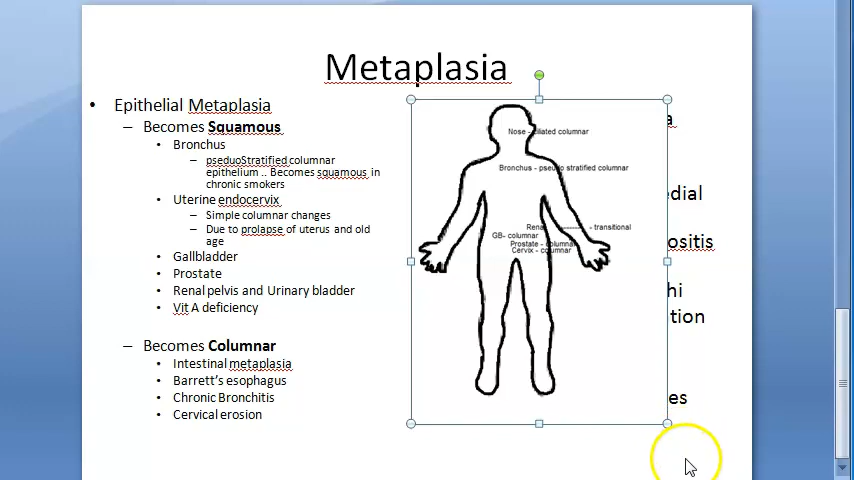 Metaplasia
• Epithelial Metaplasia
– Becomes Squamous
• Bronchus
– pseduoStratified columnar
epithelium .. Becomes squamous in
chronic smokers
• Uterine endocervix
– Simple columnar changes
– Due to prolapse of uterus and old
age
• Gallbladder
• Prostate
• Renal pelvis and Urinary bladder
• Vit A deficiency
– Becomes Columnar
• Intestinal metaplasia
• Barrett's esophagus
• Chronic Bronchitis
• Cervical erosion
Nose - ciliated columnar
Bronchus - pseudo stratified columnar
Renal - transitional
GB- columnar
Prostate - columnar
Cervix - columnar
a
edial
ositis
hi
tion
es